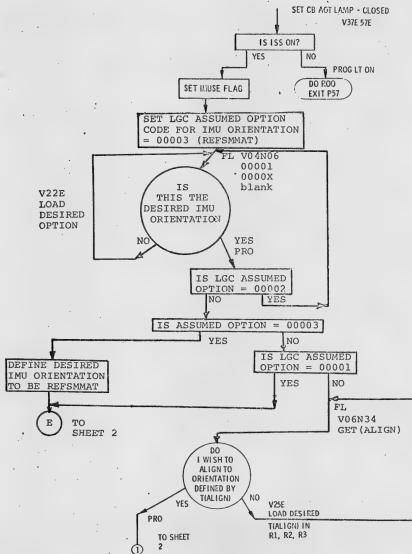 SET CB AGT LAMP - CLOSED
V37E 57E
IS ISS ON?
YES
NO
PROG LT ON
SET IMUSE FLAG
DO ROO
EXIT P57
SET LGC ASSUMED OPTION
CODE FOR IMU ORIENTATION
= 00003 (REFSMMAT)
FL V04N06
00001
0000X
blank
V22E
LOAD
DESIRED
OPTION
IS
THIS THE
DESIRED IMU
ORIENTATION
NO
YES
PRO
IS LGC ASSUMED
OPTION = 00002
NO
YES
IS ASSUMED OPTION = 00003
YES
NO
DEFINE DESIRED
IMU ORIENTATION
TO BE REFSMMAT
IS LGC ASSUMED
OPTION = 00001
YES
NO
FL
V06N34
GET (ALIGN)
E
TO
SHEET 2
DO
I WISH TO
ALIGN TO
ORIENTATION
DEFINED BY
T(ALIGN)
YES
NO
V25E
LOAD DESIRED
T(ALIGN) IN
R1, R2, R3
PRO
TO SHEET
2
1